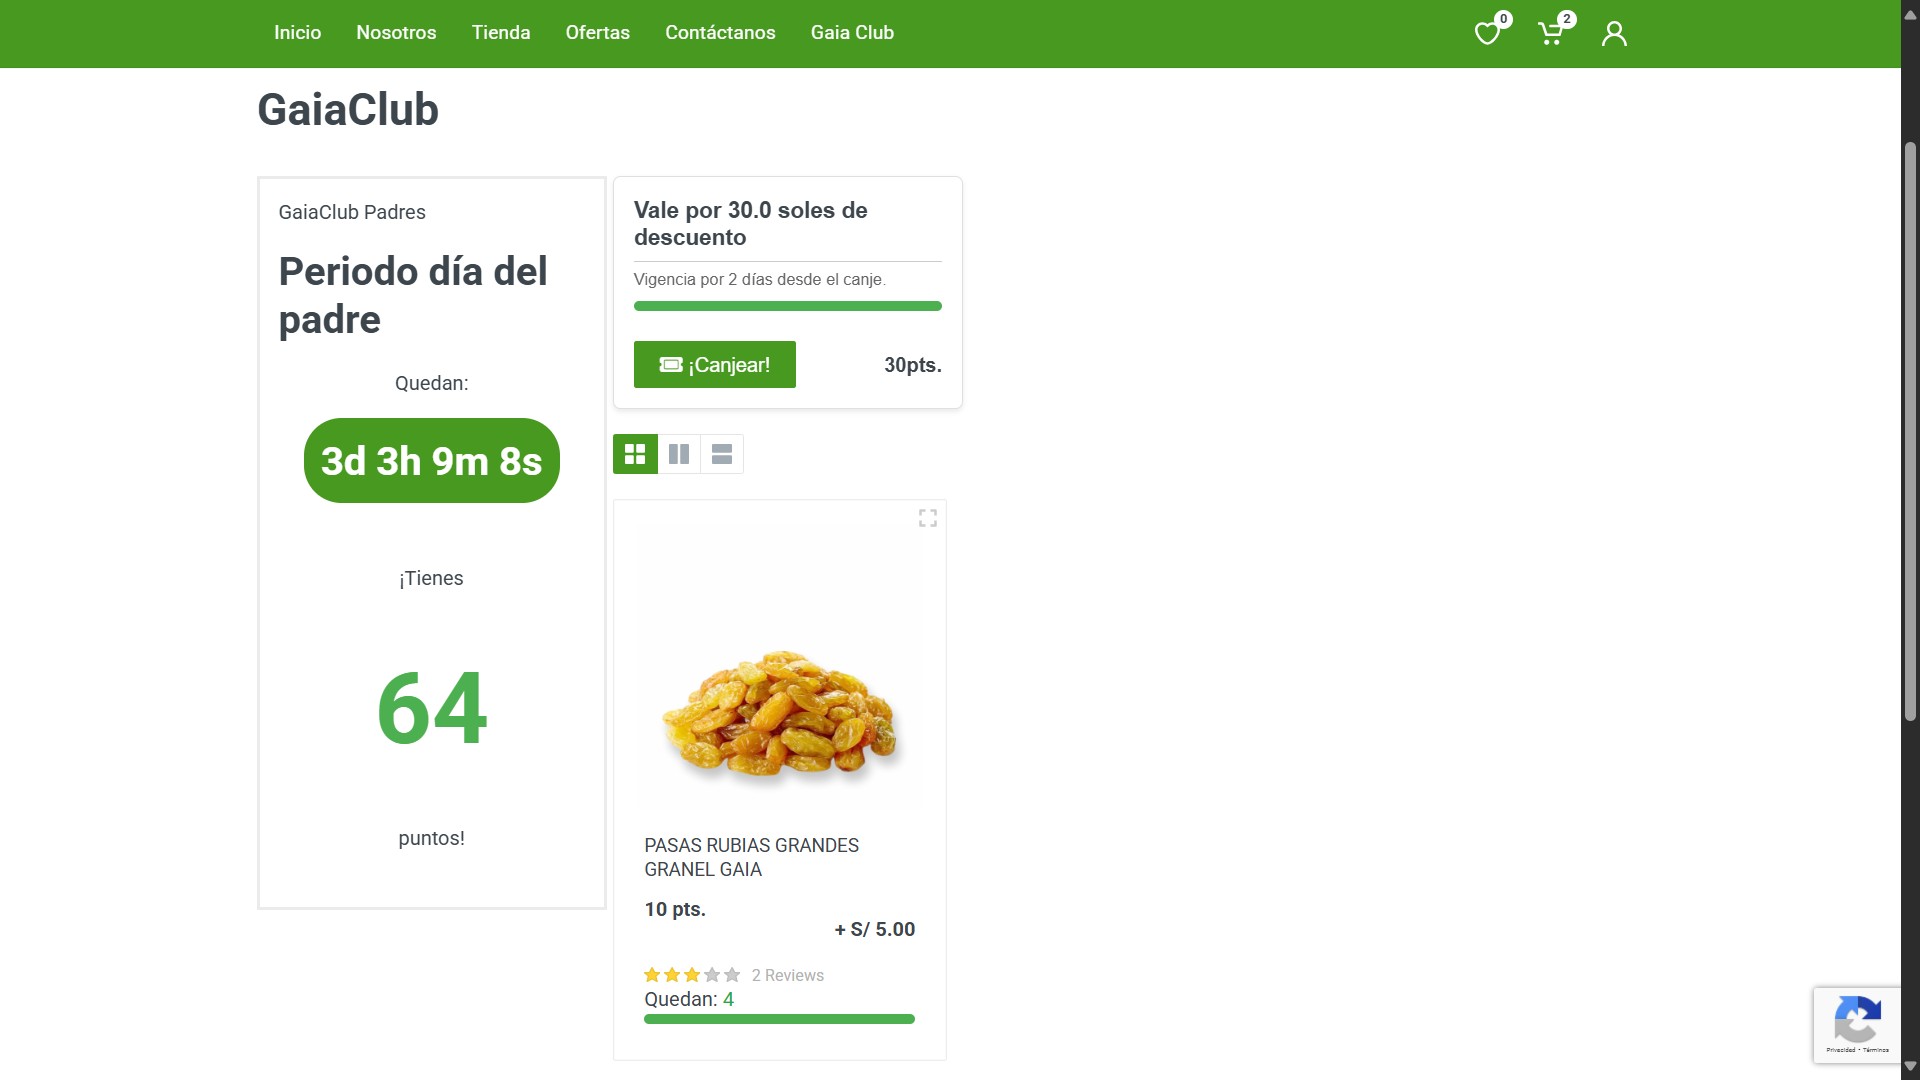 Inicio
Nosotros
Tienda
Ofertas
Contáctanos
Gaia Club
0
2
GaiaClub
GaiaClub Padres
Periodo día del
padre
Quedan:
3d 3h 9m 8s
¡Tienes
64
puntos!
Vale por 30.0 soles de
descuento
Vigencia por 2 días desde el canje.
¡Canjear!
30pts.
PASAS RUBIAS GRANDES
GRANEL GAIA
10 pts.
+ S/ 5.00
2 Reviews
Quedan: 4
Privacidad • Términos